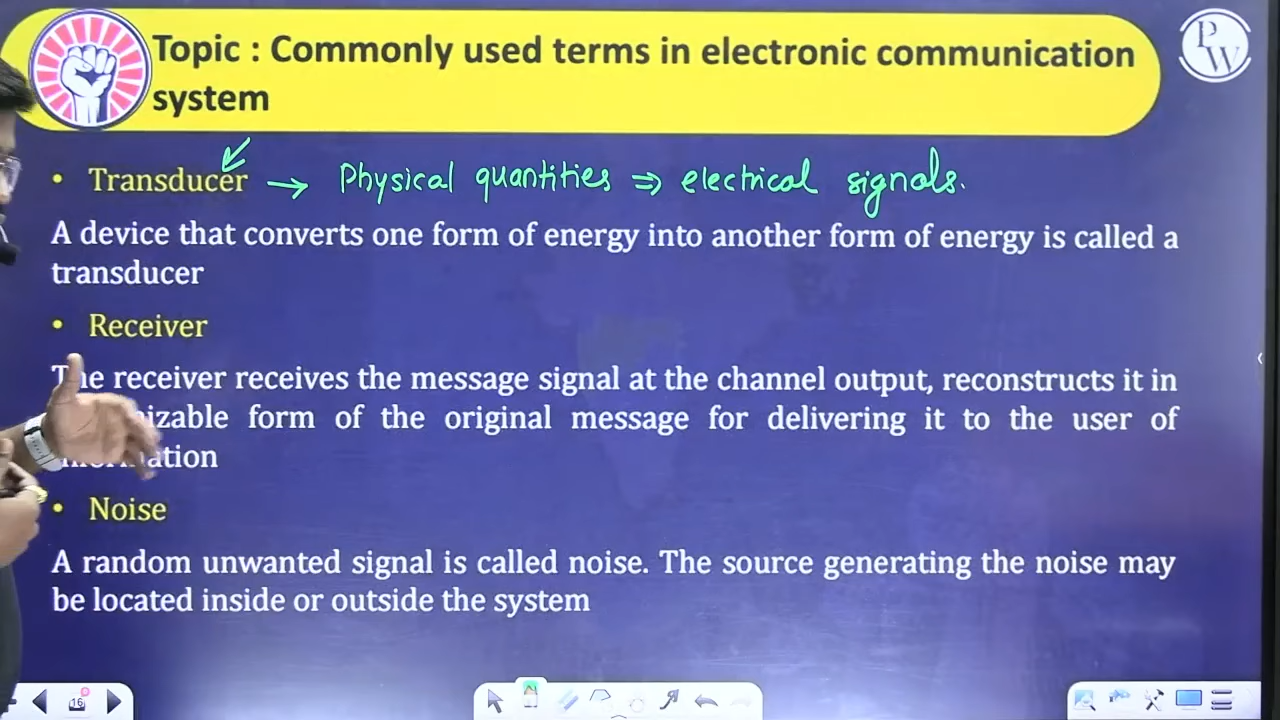 Topic : Commonly used terms in electronic communication
system
PW
• Transducer → Physical quantities ⇒ electrical signals.
A device that converts one form of energy into another form of energy is called a
transducer
• Receiver
The receiver receives the message signal at the channel output, reconstructs it in
form of the original message for delivering it to the user of
• Noise
A random unwanted signal is called noise. The source generating the noise may
be located inside or outside the system
16